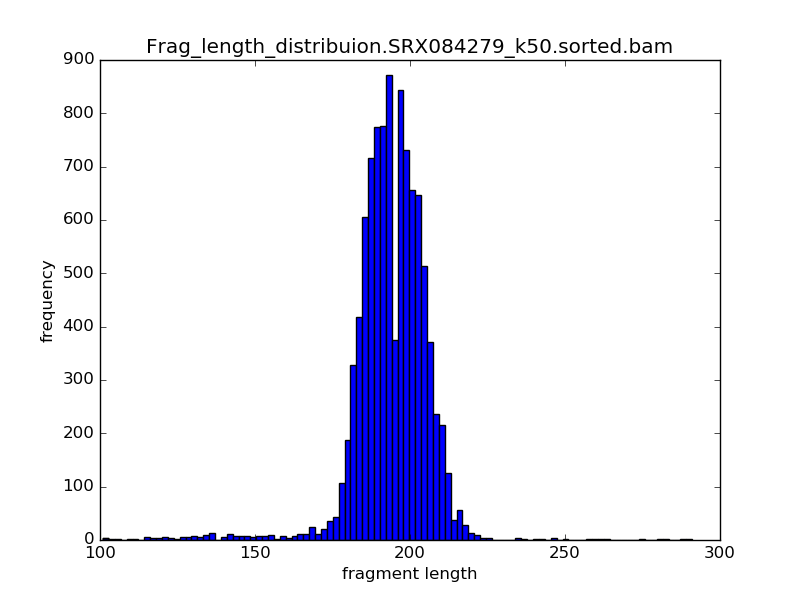 Frag_length_distribuion.SRX084279_k50.sorted.bam
900
800
700
600
500
400
300
200
100
0
frequency
100 150 200 250 300
fragment length